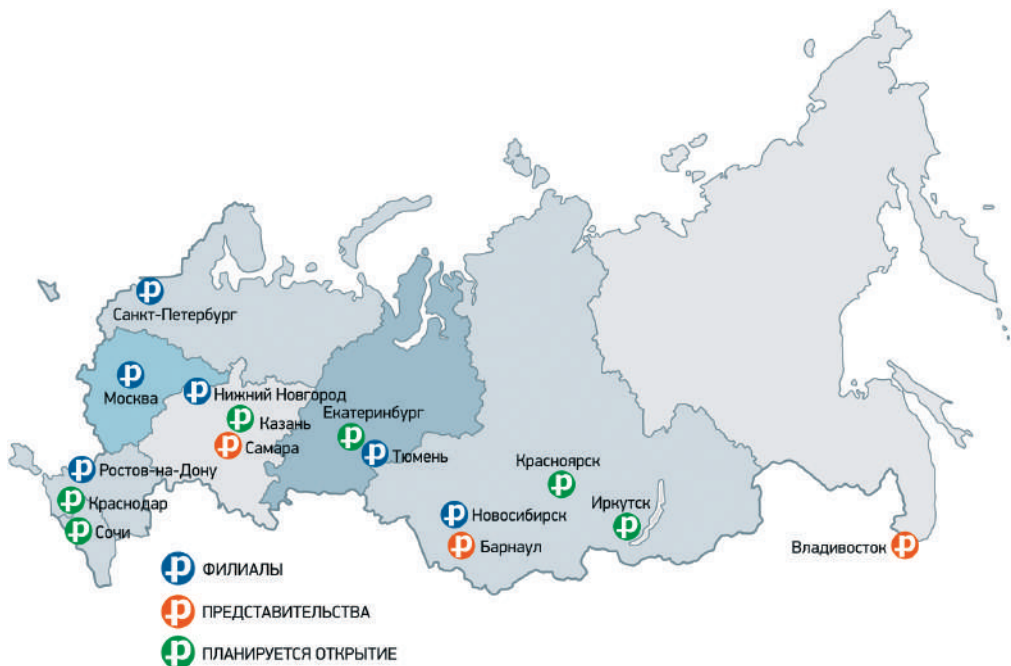 Санкт-Петербург
Москва
Нижний Новгород
Екатеринбург
Казань
Самара
Тюмень
Ростов-на-Дону
Красноярск
Краснодар
Иркутск
Новосибирск
Сочи
Барнаул
Владивосток
ФИЛИАЛЫ
ПРЕДСТАВИТЕЛЬСТВА
ПЛАНИРУЕТСЯ ОТКРЫТИЕ